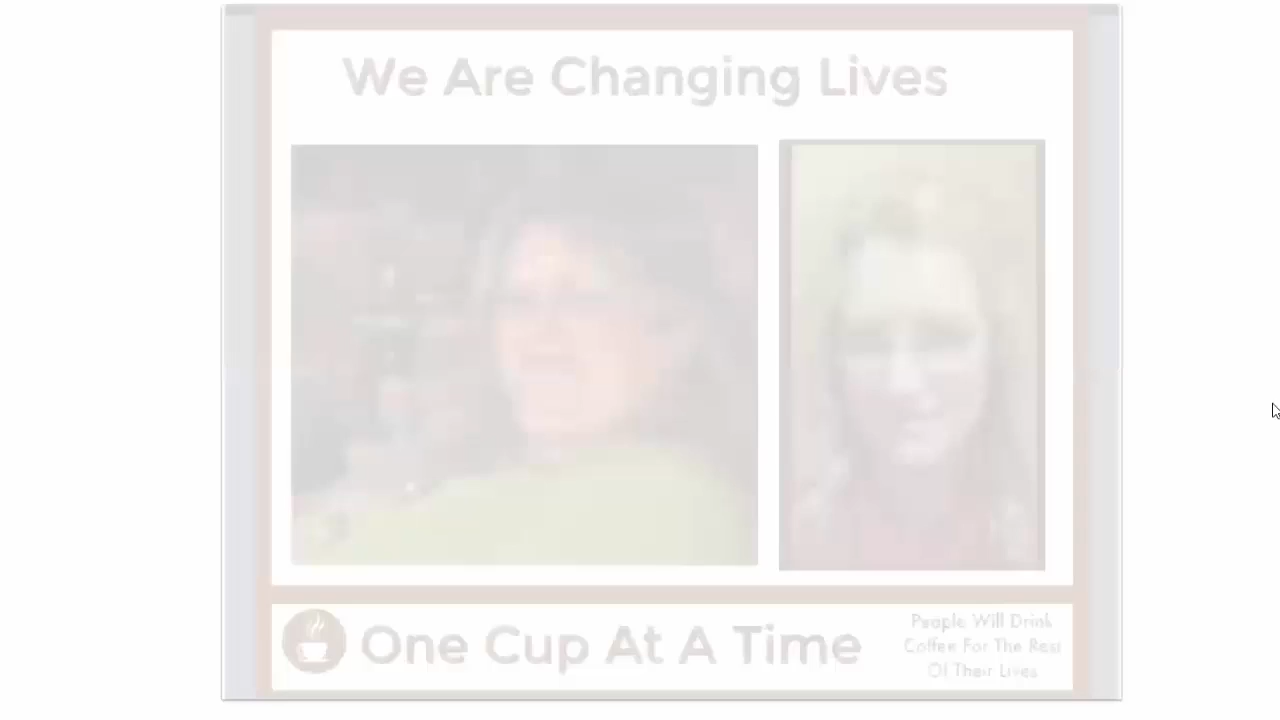 We Are Changing Lives
One Cup At A Time
People Will Drink
Coffee For The Rest
Of Their Lives